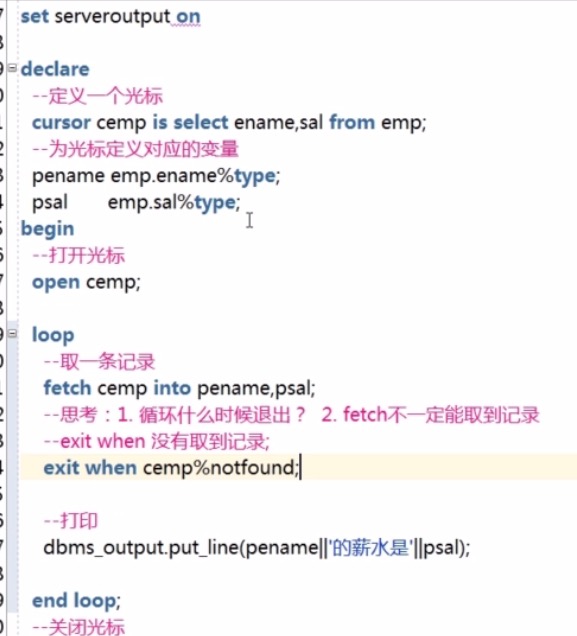 set serveroutput on
declare
--定义一个光标
cursor cemp is select ename,sal from emp;
--为光标定义对应的变量
pename emp.ename%type;
psal emp.sal%type;
begin
--打开光标
open cemp;
loop
--取一条记录
fetch cemp into pename,psal;
--思考：1. 循环什么时候退出？ 2. fetch不一定能取到记录
--exit when 没有取到记录;
exit when cemp%notfound;
--打印
dbms_output.put_line(pename||'的薪水是'||psal);
end loop;
--关闭光标